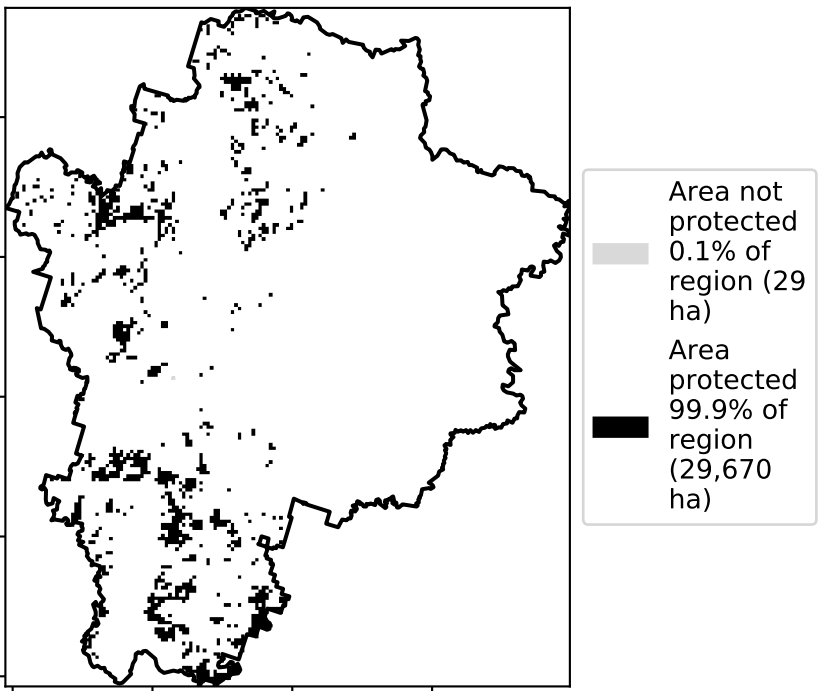 Area not
protected
0.1% of
region (29
ha)
Area
protected
99.9% of
region
(29,670
ha)